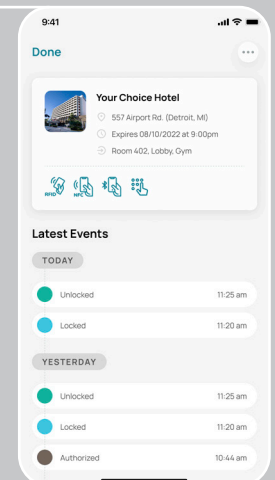 9:41
Done
Your Choice Hotel
557 Airport Rd. (Detroit, MI)
Expires 08/10/2022 at 9:00pm
Room 402, Lobby, Gym
RFID
NFC
Latest Events
TODAY
Unlocked 11:25 am
Locked 11:20 am
YESTERDAY
Unlocked 11:25 am
Locked 11:20 am
Authorized 10:44 am